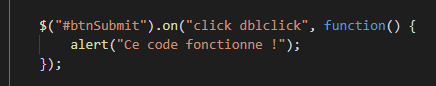 $("#btnSubmit").on("click dblclick", function() {
    alert("Ce code fonctionne !");
});